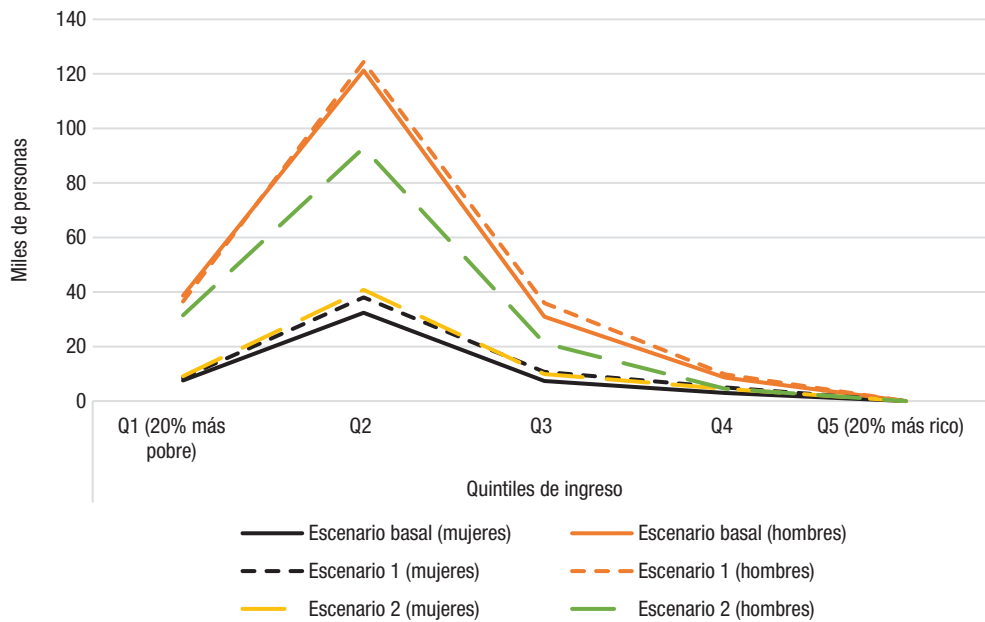 140
120
100
80
60
40
20
0
Miles de personas
Q1 (20% más
pobre)
Q2
Q3
Q4
Q5 (20% más rico)
Quintiles de ingreso
Escenario basal (mujeres)
Escenario basal (hombres)
Escenario 1 (mujeres)
Escenario 1 (hombres)
Escenario 2 (mujeres)
Escenario 2 (hombres)